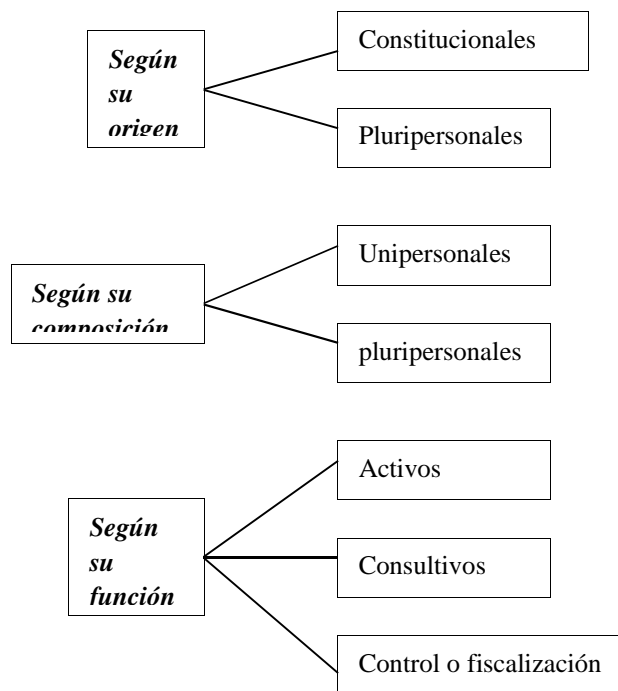 Constitucionales
Según
su
origen
Pluripersonales
Unipersonales
Según su
composición
pluripersonales
Activos
Según
su
función
Consultivos
Control o fiscalización